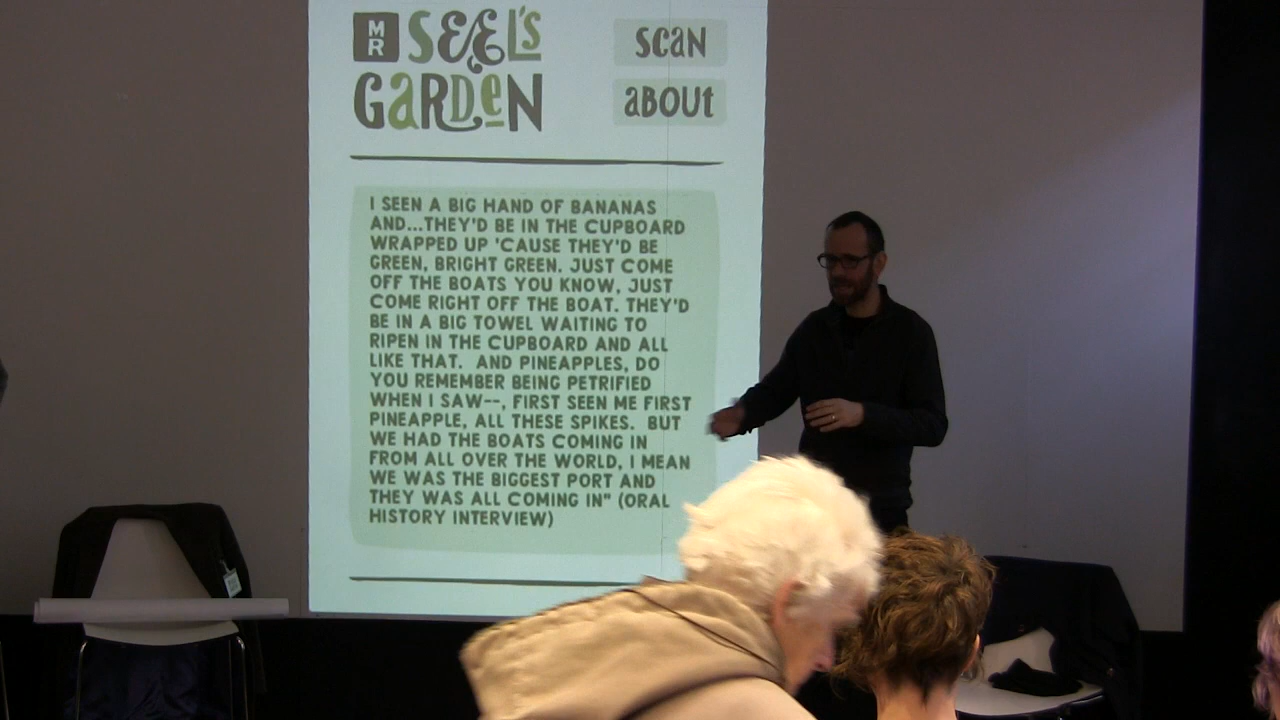 MR SEEL'S
GARDEN
SCAN
ABOUT
I SEEN A BIG HAND OF BANANAS
AND...THEY'D BE IN THE CUPBOARD
WRAPPED UP 'CAUSE THEY'D BE
GREEN, BRIGHT GREEN. JUST COME
OFF THE BOATS YOU KNOW, JUST
COME RIGHT OFF THE BOAT. THEY'D
BE IN A BIG TOWEL WAITING TO
RIPEN IN THE CUPBOARD AND ALL
LIKE THAT. AND PINEAPPLES, DO
YOU REMEMBER BEING PETRIFIED
WHEN I SAW--, FIRST SEEN ME FIRST
PINEAPPLE, ALL THESE SPIKES. BUT
WE HAD THE BOATS COMING IN
FROM ALL OVER THE WORLD, I MEAN
WE WAS THE BIGGEST PORT AND
THEY WAS ALL COMING IN" (ORAL
HISTORY INTERVIEW)